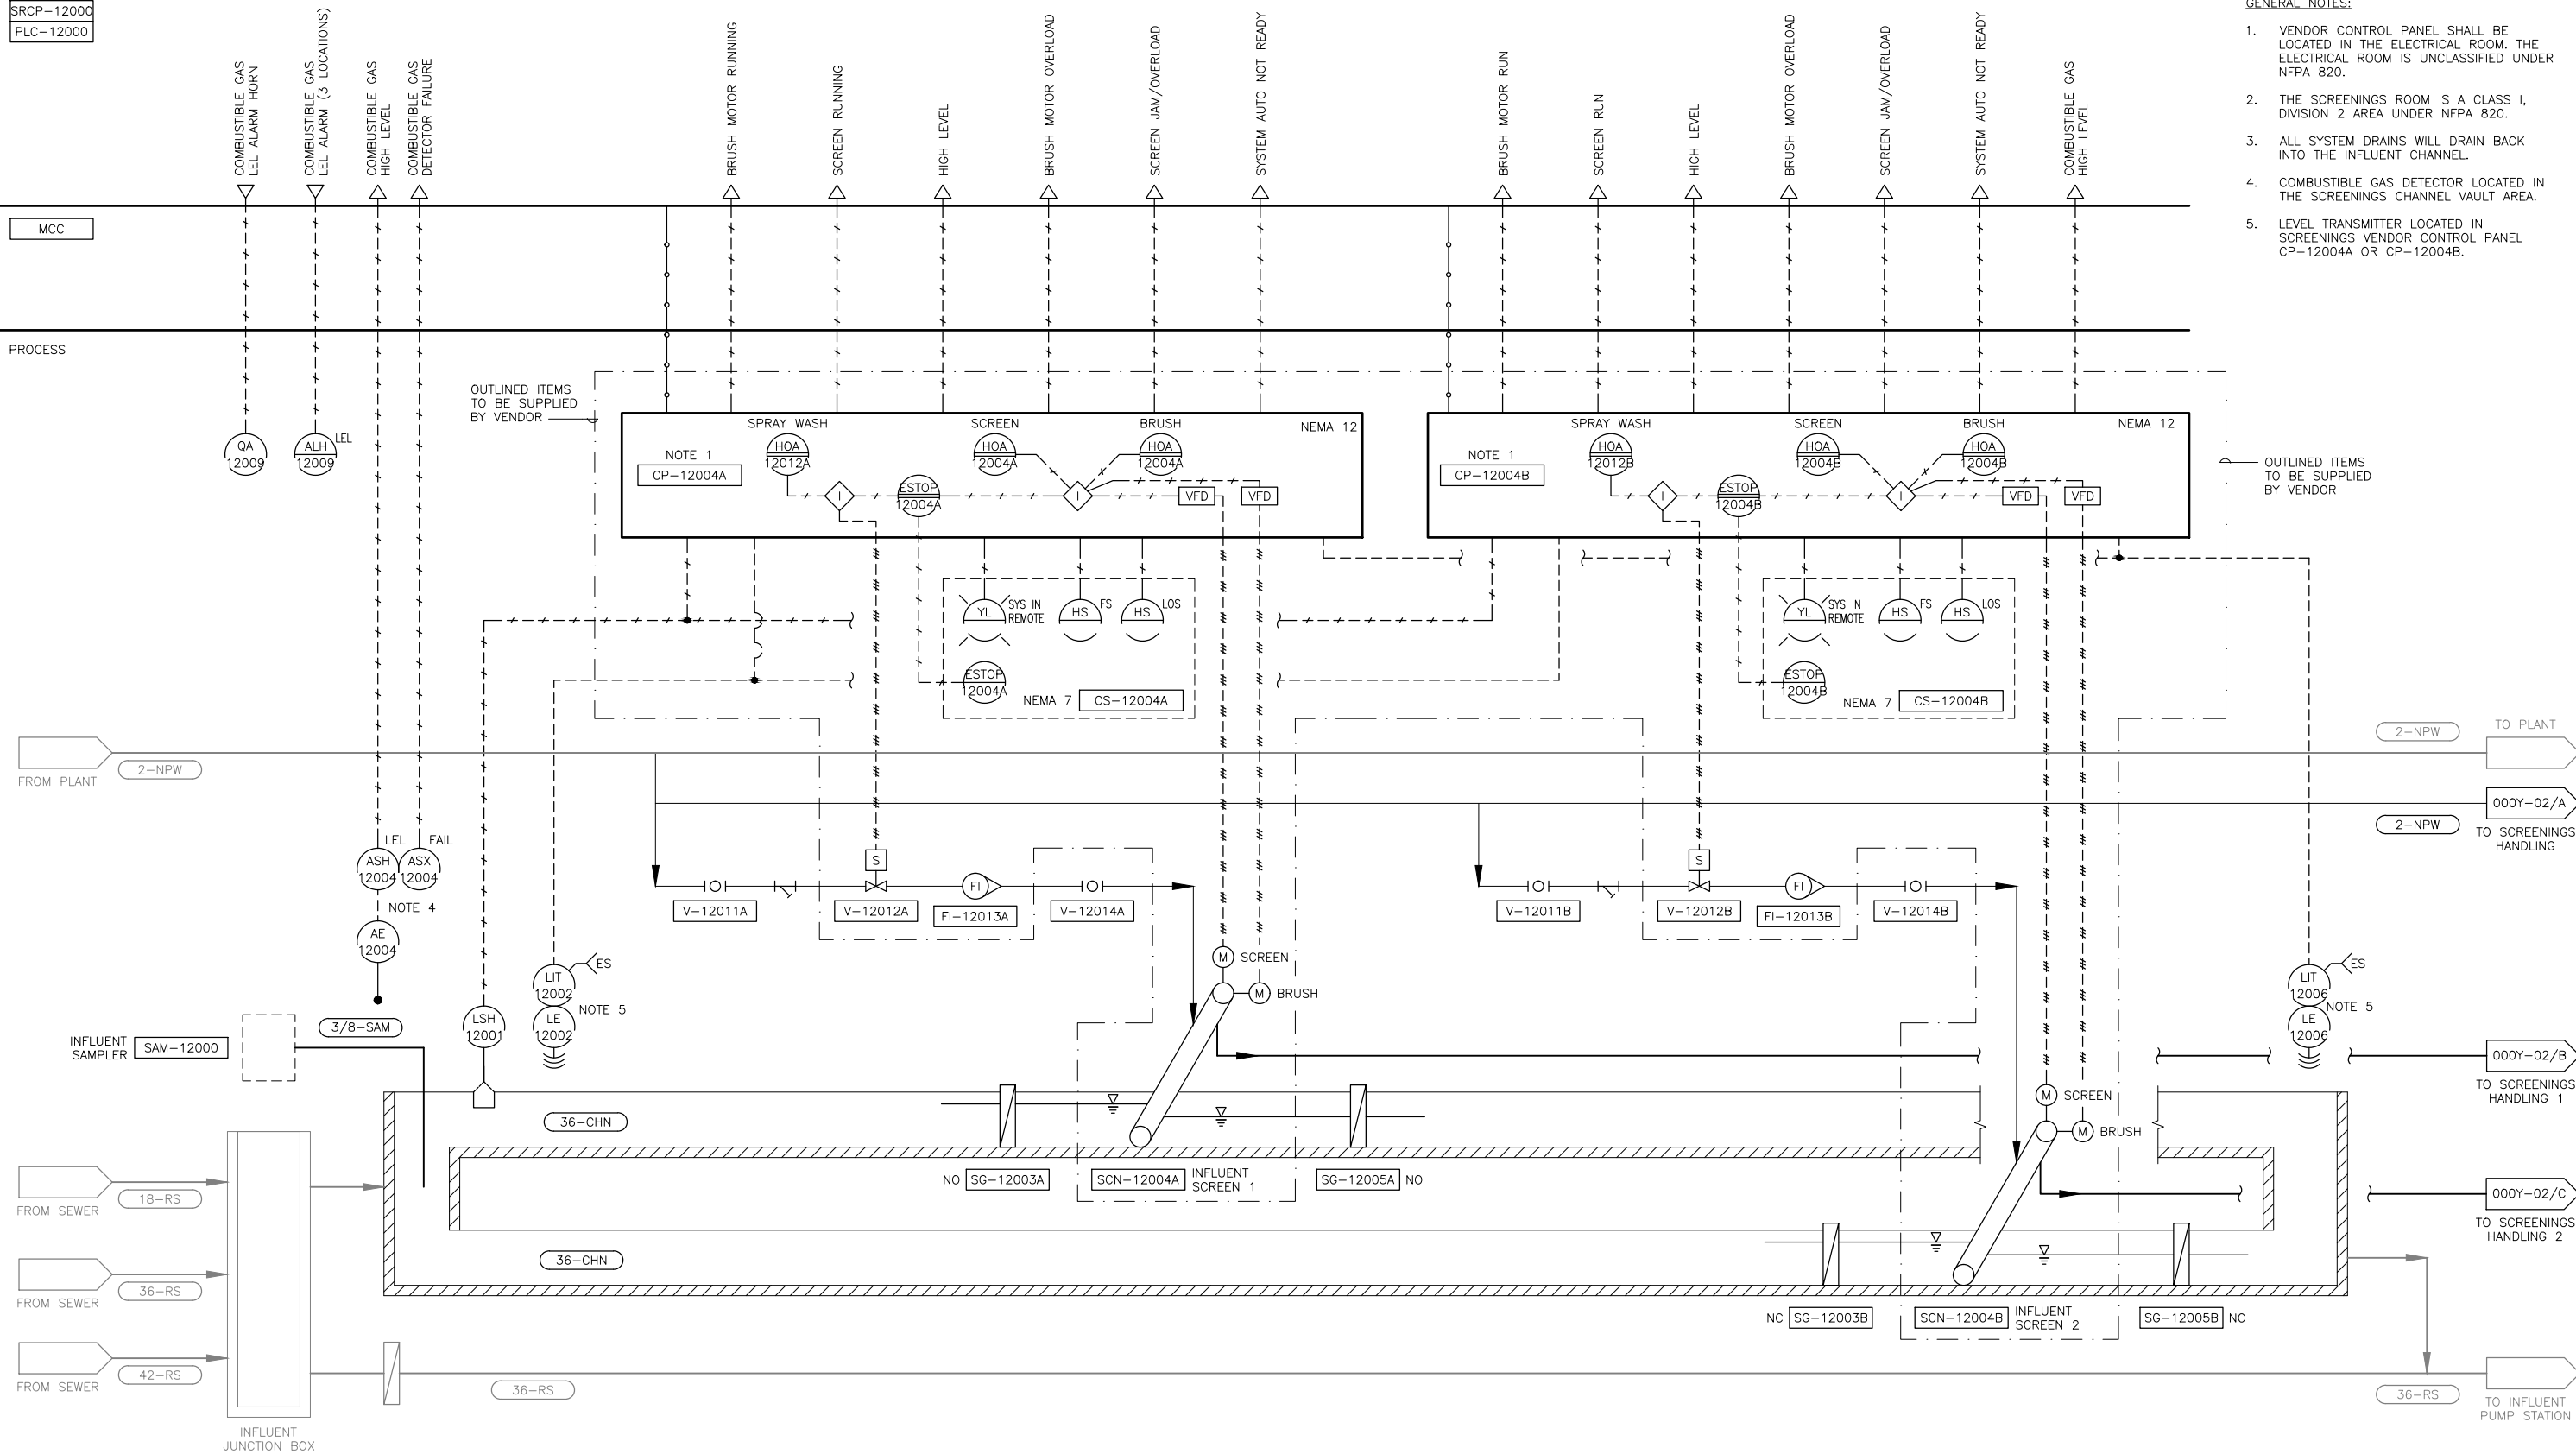 SRCP-12000
PLC-12000
COMBUSTIBLE GAS
LEL ALARM HORN
COMBUSTIBLE GAS
LEL ALARM (3 LOCATIONS)
COMBUSTIBLE GAS
HIGH LEVEL
COMBUSTIBLE GAS
DETECTOR FAILURE
BRUSH MOTOR RUNNING
SCREEN RUNNING
HIGH LEVEL
BRUSH MOTOR OVERLOAD
SCREEN JAM/OVERLOAD
SYSTEM AUTO NOT READY
BRUSH MOTOR RUN
SCREEN RUN
HIGH LEVEL
BRUSH MOTOR OVERLOAD
SCREEN JAM/OVERLOAD
SYSTEM AUTO NOT READY
COMBUSTIBLE GAS
HIGH LEVEL
GENERAL NOTES:
1. VENDOR CONTROL PANEL SHALL BE
LOCATED IN THE ELECTRICAL ROOM. THE
ELECTRICAL ROOM IS UNCLASSIFIED UNDER
NFPA 820.
2. THE SCREENINGS ROOM IS A CLASS I,
DIVISION 2 AREA UNDER NFPA 820.
3. ALL SYSTEM DRAINS WILL DRAIN BACK
INTO THE INFLUENT CHANNEL.
4. COMBUSTIBLE GAS DETECTOR LOCATED IN
THE SCREENINGS CHANNEL VAULT AREA.
5. LEVEL TRANSMITTER LOCATED IN
SCREENINGS VENDOR CONTROL PANEL
CP-12004A OR CP-12004B.
MCC
PROCESS
OUTLINED ITEMS
TO BE SUPPLIED
BY VENDOR
QA
12009
ALH
12009
LEL
NOTE 1
CP-12004A
SPRAY WASH
HOA
12012A
SCREEN
HOA
12004A
BRUSH
HOA
12004A
NEMA 12
I
ESTOP
12004A
I
VFD
VFD
NOTE 1
CP-12004B
SPRAY WASH
HOA
12012B
SCREEN
HOA
12004B
BRUSH
HOA
12004B
NEMA 12
I
ESTOP
12004B
I
VFD
VFD
OUTLINED ITEMS
TO BE SUPPLIED
BY VENDOR
YL
SYS IN
REMOTE
HS
FS
HS
LOS
ESTOP
12004A
NEMA 7
CS-12004A
YL
SYS IN
REMOTE
HS
FS
HS
LOS
ESTOP
12004B
NEMA 7
CS-12004B
FROM PLANT
2-NPW
2-NPW
TO PLANT
000Y-02/A
2-NPW
TO SCREENINGS
HANDLING
LEL
FAIL
ASH
12004
ASX
12004
NOTE 4
AE
12004
S
V-12011A
V-12012A
FI
FI-12013A
V-12014A
S
V-12011B
V-12012B
FI
FI-12013B
V-12014B
LIT
12002
ES
LE
12002
NOTE 5
LSH
12001
M
SCREEN
M
BRUSH
LIT
12006
ES
NOTE 5
LE
12006
3/8-SAM
INFLUENT
SAMPLER
SAM-12000
000Y-02/B
TO SCREENINGS
HANDLING 1
M
SCREEN
M
BRUSH
36-CHN
NO
SG-12003A
SCN-12004A
INFLUENT
SCREEN 1
SG-12005A
NO
000Y-02/C
TO SCREENINGS
HANDLING 2
36-CHN
NC
SG-12003B
SCN-12004B
INFLUENT
SCREEN 2
SG-12005B
NC
18-RS
FROM SEWER
36-RS
FROM SEWER
42-RS
FROM SEWER
36-RS
36-RS
TO INFLUENT
PUMP STATION
INFLUENT
JUNCTION BOX